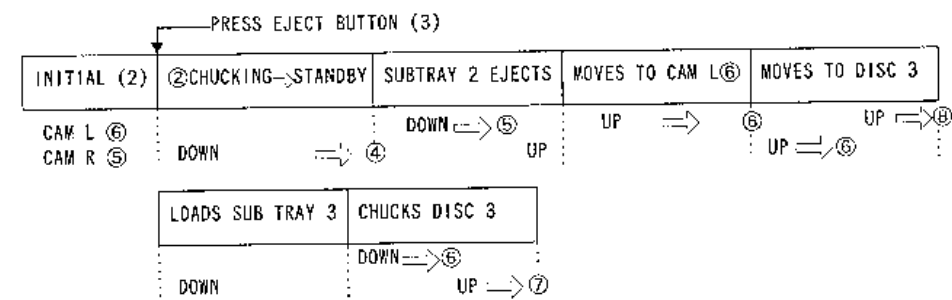 PRESS EJECT BUTTON (3)
INITIAL (2) ②CHUCKING→STANDBY SUBTRAY 2 EJECTS MOVES TO CAM L⑥ MOVES TO DISC 3
CAM L ⑥ DOWN ⇒ ⑤ UP ⇒ ⑥ UP ⇒ ⑧
CAM R ⑤ DOWN ⇒ ④ UP UP ⇒ ⑥
LOADS SUB TRAY 3 CHUCKS DISC 3
DOWN ⇒ ⑥
DOWN UP ⇒ ⑦